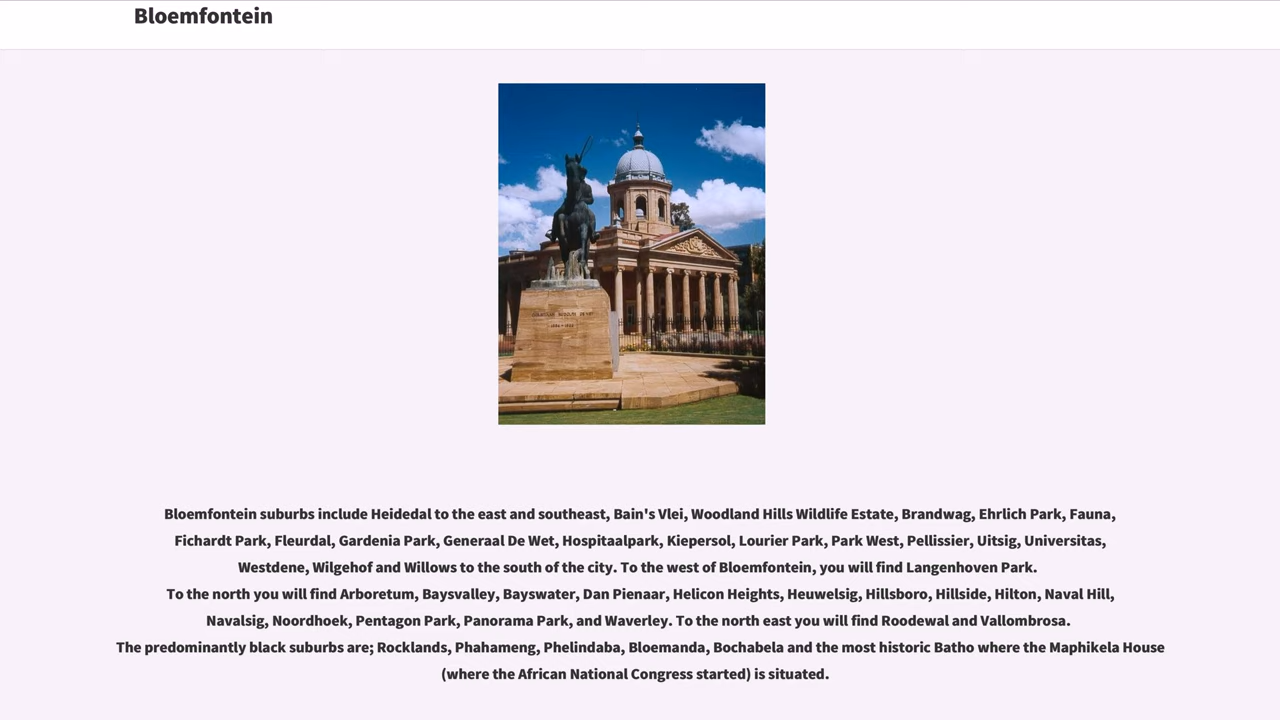 Bloemfontein
Bloemfontein suburbs include Heidedal to the east and southeast, Bain's Vlei, Woodland Hills Wildlife Estate, Brandwag, Ehrlich Park, Fauna,
Fichardt Park, Fleurdal, Gardenia Park, Generaal De Wet, Hospitaalpark, Kiepersol, Lourier Park, Park West, Pellissier, Uitsig, Universitas,
Westdene, Wilgehof and Willows to the south of the city. To the west of Bloemfontein, you will find Langenhoven Park.
To the north you will find Arboretum, Baysvalley, Bayswater, Dan Pienaar, Helicon Heights, Heuwelsig, Hillsboro, Hillside, Hilton, Naval Hill,
Navalsig, Noordhoek, Pentagon Park, Panorama Park, and Waverley. To the north east you will find Roodewal and Vallombrosa.
The predominantly black suburbs are; Rocklands, Phahameng, Phelindaba, Bloemanda, Bochabela and the most historic Batho where the Maphikela House
(where the African National Congress started) is situated.